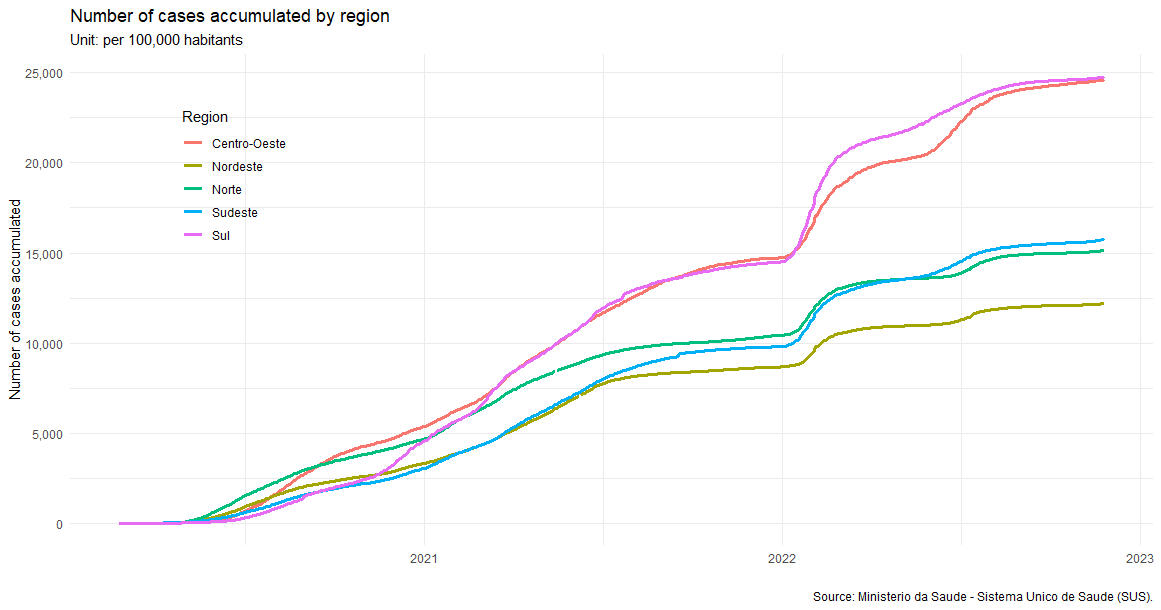 Number of cases accumulated by region
Unit: per 100,000 habitants
25,000
20,000
15,000
10,000
5,000
0
Number of cases accumulated
Region
Centro-Oeste
Nordeste
Norte
Sudeste
Sul
2021
2022
2023
Source: Ministerio da Saude - Sistema Unico de Saude (SUS).